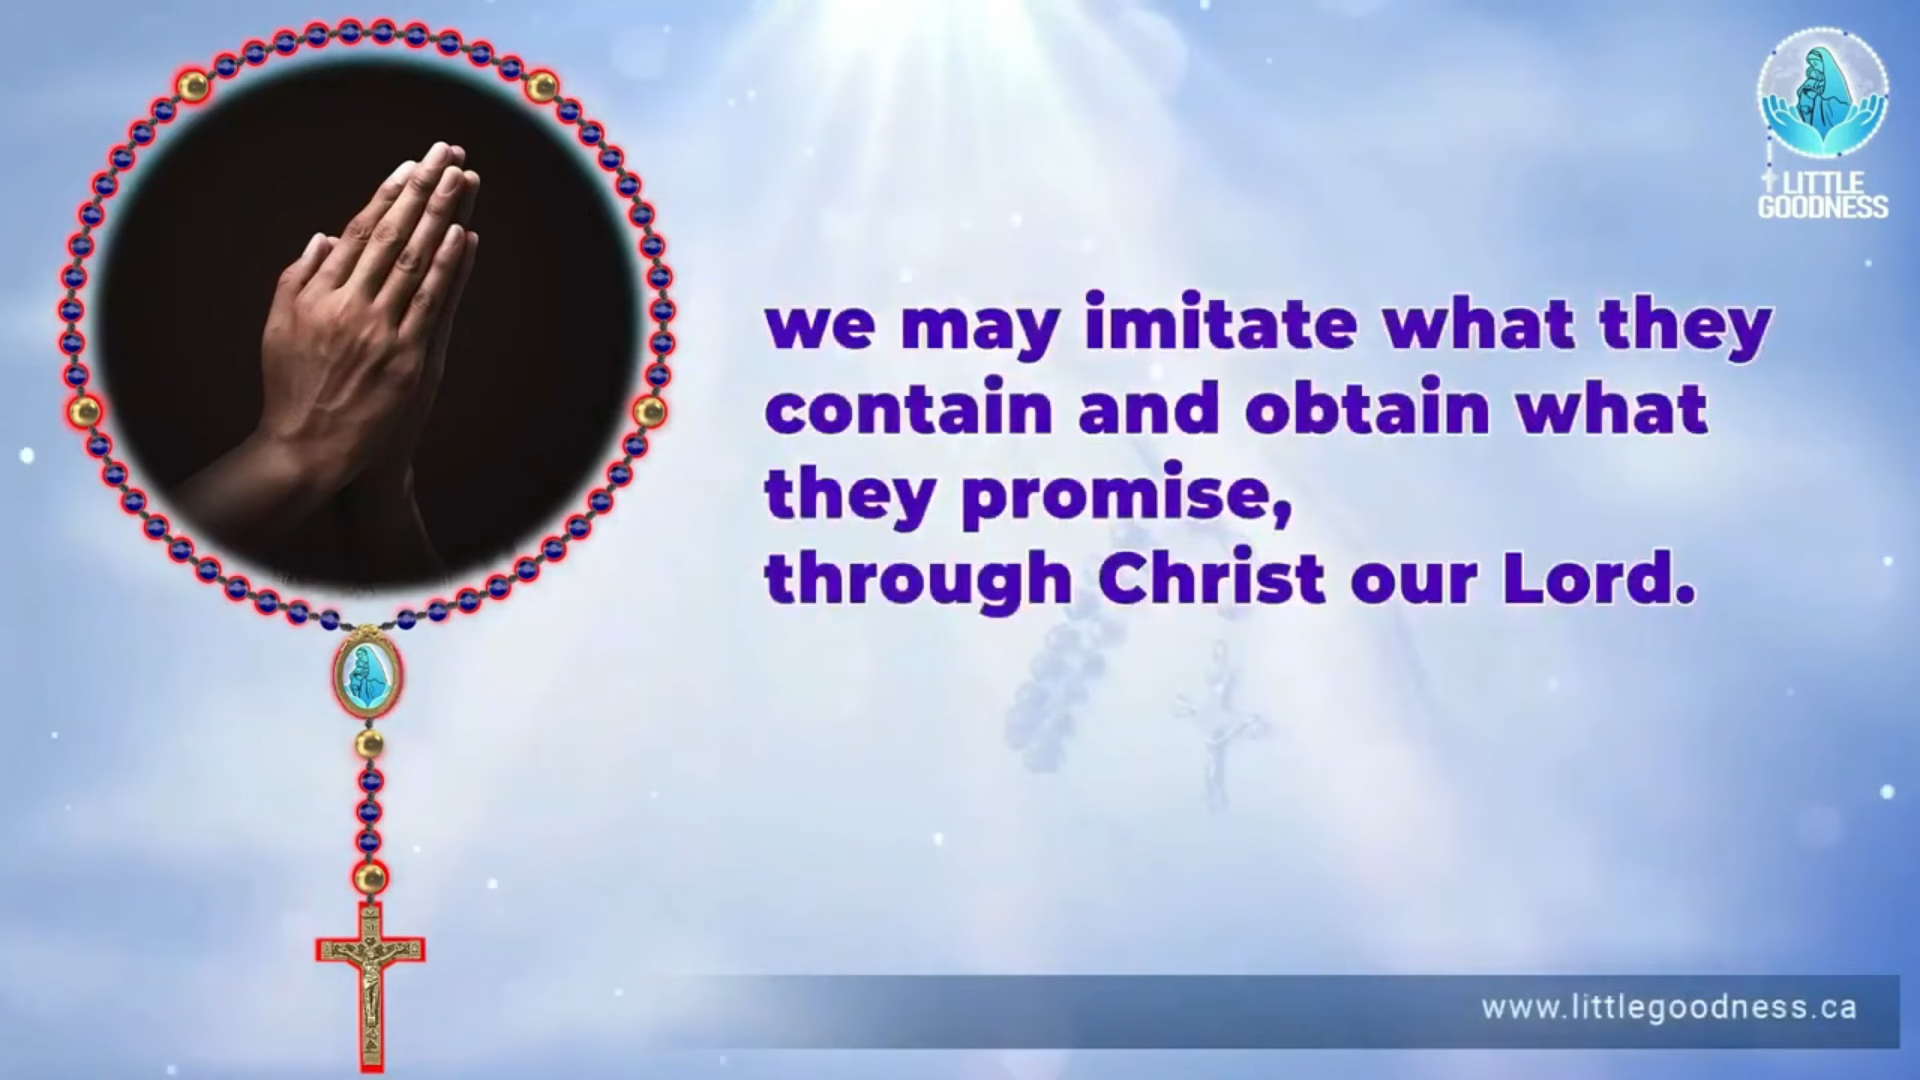 LITTLE
GOODNESS
we may imitate what they
contain and obtain what
they promise,
through Christ our Lord.
www.littlegoodness.ca